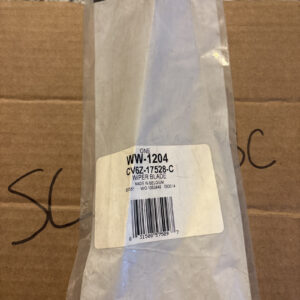 ONE
WW-1204
CV6Z-17528-C
WIPER BLADE
MADE IN BELGIUM
SC
SC